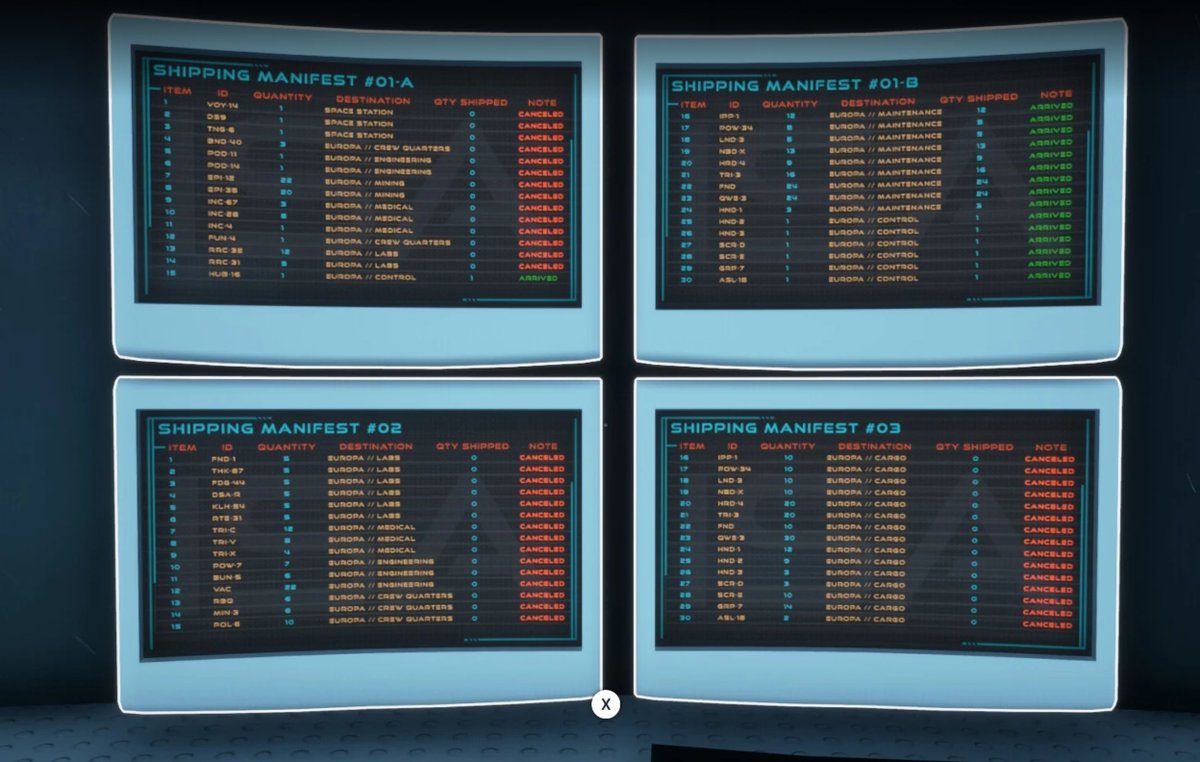 SHIPPING MANIFEST #01-A
ITEM ID QUANTITY DESTINATION QTY SHIPPED NOTE
1 VOY-14 1 SPACE STATION 0 CANCELED
2 DS9 1 SPACE STATION 0 CANCELED
3 TNG-6 1 SPACE STATION 0 CANCELED
4 BND-40 3 EUROPA // CREW QUARTERS 0 CANCELED
5 POD-11 1 EUROPA // ENGINEERING 0 CANCELED
6 POD-14 1 EUROPA // ENGINEERING 0 CANCELED
7 EPI-12 22 EUROPA // MINING 0 CANCELED
8 EPI-35 20 EUROPA // MINING 0 CANCELED
9 INC-67 3 EUROPA // MEDICAL 0 CANCELED
10 INC-28 EUROPA // MEDICAL 0 CANCELED
11 INC-4 1 EUROPA // MEDICAL 0 CANCELED
12 PUN-4 1 EUROPA // CREW QUARTERS 0 CANCELED
13 RRC-32 12 EUROPA // LABS 0 CANCELED
14 RRC-31 EUROPA // LABS 0 CANCELED
15 HUB-16 1 EUROPA // CONTROL 1 ARRIVED
SHIPPING MANIFEST #01-B
ITEM ID QUANTITY DESTINATION QTY SHIPPED NOTE
16 IPP-1 12 EUROPA // MAINTENANCE 12 ARRIVED
17 POW-34 EUROPA // MAINTENANCE ARRIVED
18 LND-3 EUROPA // MAINTENANCE ARRIVED
19 NBD-X 13 EUROPA // MAINTENANCE 13 ARRIVED
20 HRD-4 9 EUROPA // MAINTENANCE 9 ARRIVED
21 TRI-3 16 EUROPA // MAINTENANCE 16 ARRIVED
22 FND 24 EUROPA // MAINTENANCE 24 ARRIVED
23 QWE-3 24 EUROPA // MAINTENANCE 24 ARRIVED
24 HND-1 3 EUROPA // MAINTENANCE 3 ARRIVED
25 HND-2 1 EUROPA // CONTROL 1 ARRIVED
26 HND-3 1 EUROPA // CONTROL 1 ARRIVED
27 SCR-D 1 EUROPA // CONTROL 1 ARRIVED
28 SCR-E 1 EUROPA // CONTROL 1 ARRIVED
29 GRP-7 1 EUROPA // CONTROL 1 ARRIVED
30 ASL-18 1 EUROPA // CONTROL 1 ARRIVED
SHIPPING MANIFEST #02
ITEM ID QUANTITY DESTINATION QTY SHIPPED NOTE
1 FND-1 5 EUROPA // LABS 0 CANCELED
2 THK-87 5 EUROPA // LABS 0 CANCELED
3 FDG-44 5 EUROPA // LABS 0 CANCELED
4 DSA-R 5 EUROPA // LABS 0 CANCELED
5 KLH-54 5 EUROPA // LABS 0 CANCELED
6 RTE-31 5 EUROPA // LABS 0 CANCELED
7 TRI-C 12 EUROPA // MEDICAL 0 CANCELED
8 TRI-V 8 EUROPA // MEDICAL 0 CANCELED
9 TRI-X 4 EUROPA // MEDICAL 0 CANCELED
10 POW-7 7 EUROPA // ENGINEERING 0 CANCELED
11 BUN-5 6 EUROPA // ENGINEERING 0 CANCELED
12 VAC 22 EUROPA // ENGINEERING 0 CANCELED
13 6 EUROPA // CREW QUARTERS 0 CANCELED
14 MIN-3 6 EUROPA // CREW QUARTERS 0 CANCELED
15 POL-8 10 EUROPA // CREW QUARTERS 0 CANCELED
SHIPPING MANIFEST #03
ITEM ID QUANTITY DESTINATION QTY SHIPPED NOTE
16 IPP-1 10 EUROPA // CARGO 0 CANCELED
17 POW-34 10 EUROPA // CARGO 0 CANCELED
18 LND-3 10 EUROPA // CARGO 0 CANCELED
19 NBD-X 10 EUROPA // CARGO 0 CANCELED
20 HRD-4 20 EUROPA // CARGO 0 CANCELED
21 TRI-3 20 EUROPA // CARGO 0 CANCELED
22 FND 10 EUROPA // CARGO 0 CANCELED
23 QWE-3 30 EUROPA // CARGO 0 CANCELED
24 HND-1 12 EUROPA // CARGO 0 CANCELED
25 HND-2 EUROPA // CARGO 0 CANCELED
26 HND-3 3 EUROPA // CARGO 0 CANCELED
27 SCR-D 3 EUROPA // CARGO 0 CANCELED
28 SCR-E 10 EUROPA // CARGO 0 CANCELED
29 GRP-7 14 EUROPA // CARGO 0 CANCELED
30 ASL-18 2 EUROPA // CARGO 0 CANCELED
X